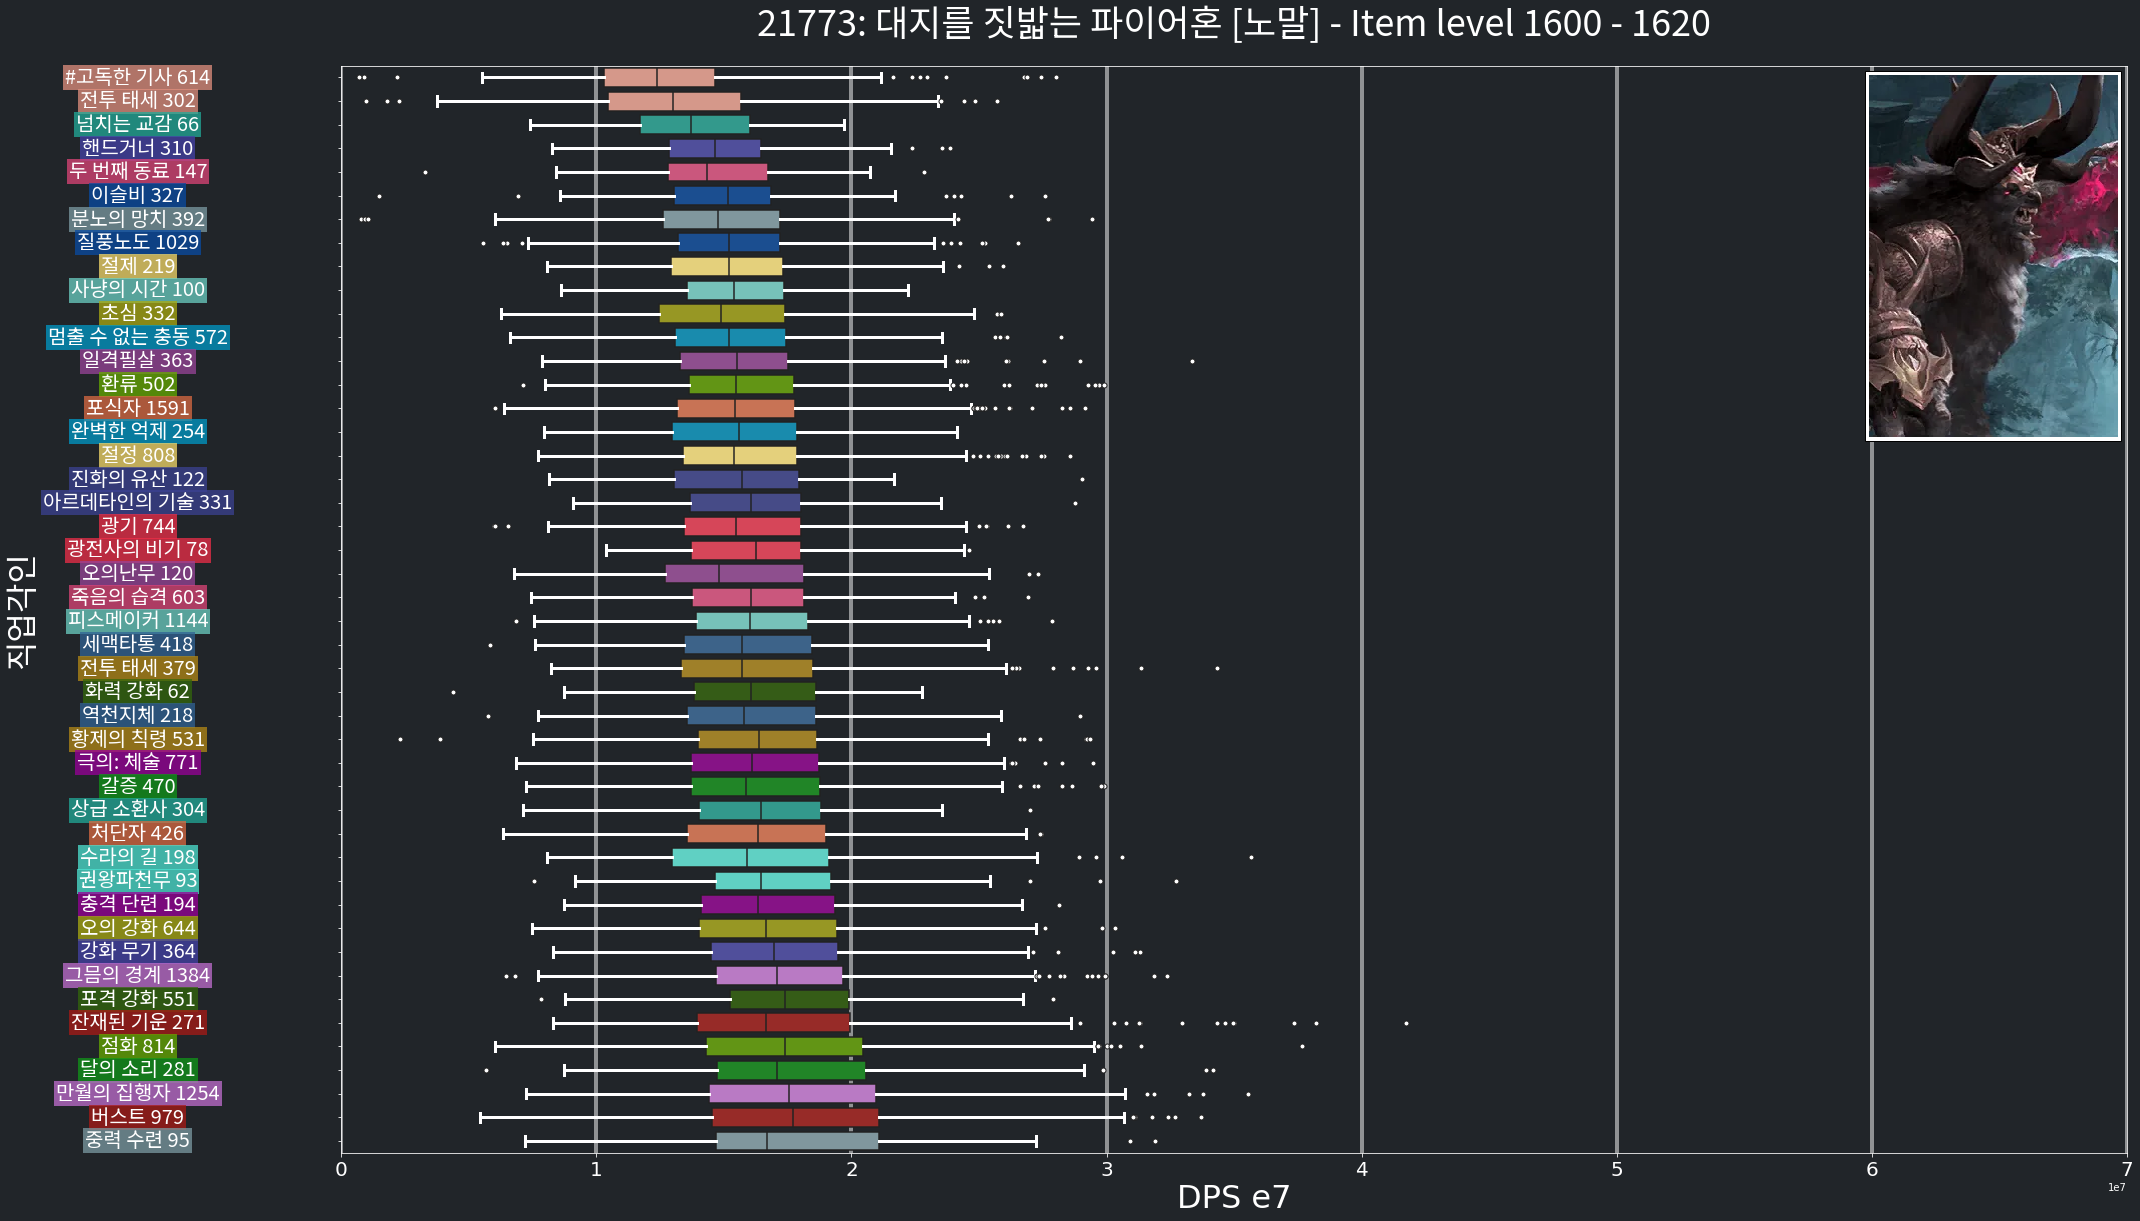 21773: 대지를 짓밟는 파이어혼 [노말] - Item level 1600 - 1620
#고독한 기사 614
전투 태세 302
넘치는 교감 66
핸드거너 310
두 번째 동료 147
이슬비 327
분노의 망치 392
질풍노도 1029
절제 219
사냥의 시간 100
초심 332
멈출 수 없는 충동 572
일격필살 363
환류 502
포식자 1591
완벽한 억제 254
절정 808
진화의 유산 122
아르데타인의 기술 331
광기 744
광전사의 비기 78
오의난무 120
죽음의 습격 603
피스메이커 1144
세맥타통 418
전투 태세 379
화력 강화 62
역천지체 218
황제의 칙령 531
극의: 체술 771
갈증 470
상급 소환사 304
처단자 426
수라의 길 198
권왕파천무 93
충격 단련 194
오의 강화 644
강화 무기 364
그믐의 경계 1384
포격 강화 551
잔재된 기운 271
점화 814
달의 소리 281
만월의 집행자 1254
버스트 979
중력 수련 95
직업각인
0 1 2 3 4 5 6 7
1e7
DPS e7